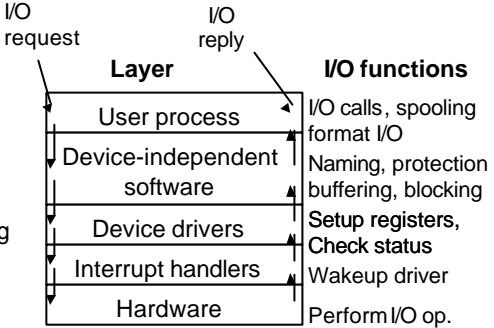 I/O
request
I/O
reply
Layer
I/O functions
User process
I/O calls, spooling
format I/O
Device-independent
software
Naming, protection
buffering, blocking
g
Device drivers
Setup registers,
Check status
Interrupt handlers
Wakeup driver
Hardware
Perform I/O op.